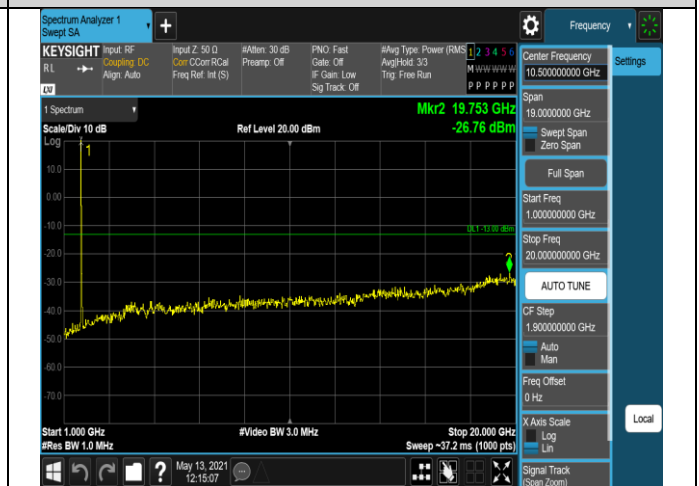 Spectrum Analyzer 1
Swept SA
+
Frequency
KEYSIGHT
RL
LXI
Input: RF
Coupling: DC
Align: Auto
Input Z: 50 Ω
Corr CCorr RCal
Freq Ref: Int (S)
#Atten: 30 dB
Preamp: Off
PNO: Fast
Gate: Off
IF Gain: Low
Sig Track: Off
#Avg Type: Power (RMS
Avg|Hold: 3/3
Trig: Free Run
1 2 3 4 5 6
M W W W W W
P P P P P P
1 Spectrum
Scale/Div 10 dB
Log
Ref Level 20.00 dBm
Mkr2 19.753 GHz
-26.76 dBm
1
10.0
0.00
-10.0
DL1 -13.00 dBm
-20.0
2
-30.0
-40.0
-50.0
-60.0
-70.0
Start 1.000 GHz
#Res BW 1.0 MHz
#Video BW 3.0 MHz
Stop 20.000 GHz
Sweep ~37.2 ms (1000 pts)
?
May 13, 2021
12:15:07
Center Frequency
10.500000000 GHz
Span
19.0000000 GHz
Swept Span
Zero Span
Full Span
Start Freq
1.000000000 GHz
Stop Freq
20.000000000 GHz
AUTO TUNE
CF Step
1.900000000 GHz
Auto
Man
Freq Offset
0 Hz
X Axis Scale
Log
Lin
Signal Track
(Span Zoom)
Settings
Local